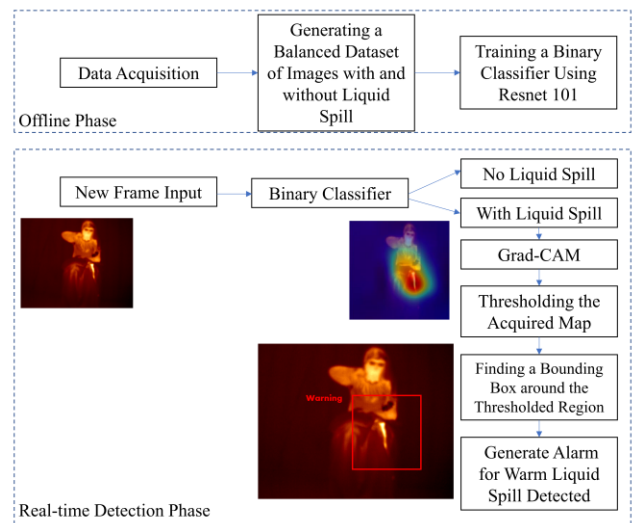 Data Acquisition
Generating a
Balanced Dataset
of Images with and
without Liquid
Spill
Training a Binary
Classifier Using
Resnet 101
Offline Phase
New Frame Input
Binary Classifier
No Liquid Spill
With Liquid Spill
Grad-CAM
Thresholding the
Acquired Map
Finding a Bounding
Box around the
Thresholded Region
Warning
Generate Alarm
for Warm Liquid
Spill Detected
Real-time Detection Phase